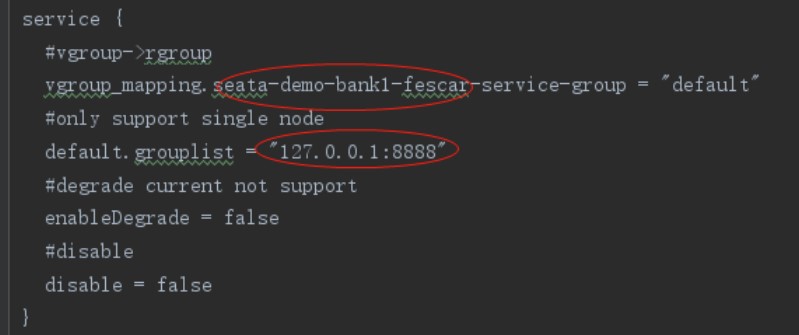 service {
#vgroup->rgroup
vgroup_mapping.seata-demo-bank1-fescar-service-group = "default"
#only support single node
default.grouplist = "127.0.0.1:8888"
#degrade current not support
enableDegrade = false
#disable
disable = false
}